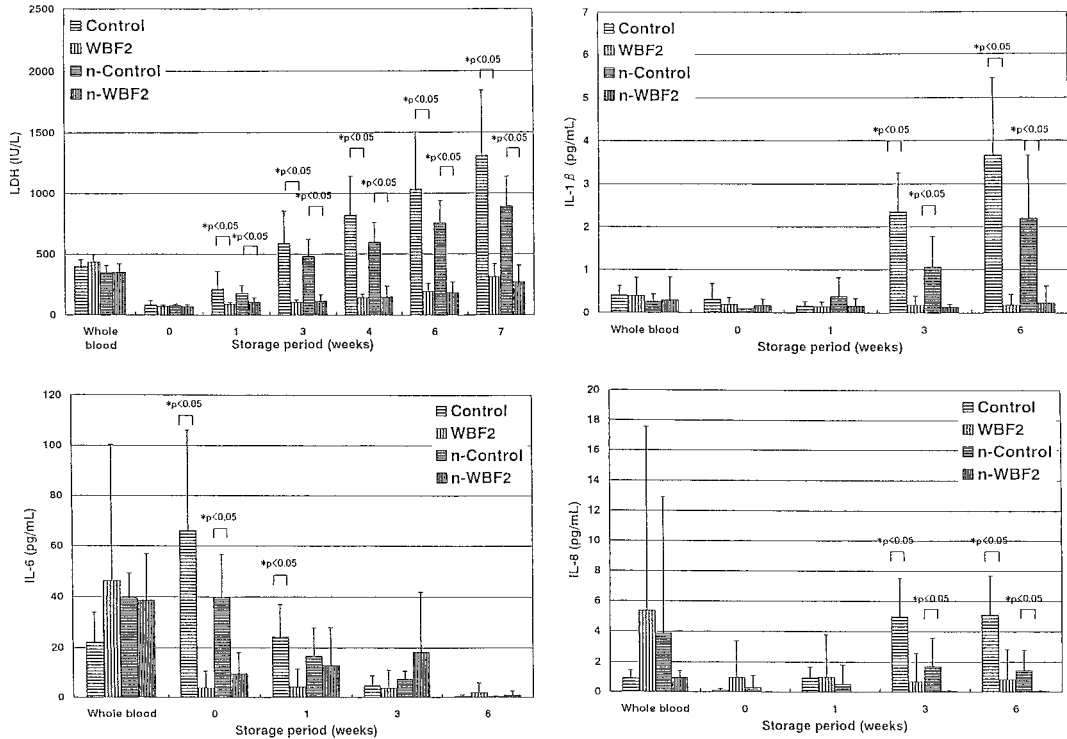 2500
2000
1500
1000
500
0
LDH (IU/L)
Control
WBF2
n-Control
n-WBF2
*p<0.05
*p<0.05
*p<0.05
*p<0.05
*p<0.05
*p<0.05
*p<0.05
*p<0.05
*p<0.05
*p<0.05
Whole blood
0
1
3
4
6
7
Storage period (weeks)
7
6
5
4
3
2
1
0
IL-1β (pg/mL)
Control
WBF2
n-Control
n-WBF2
*p<0.05
*p<0.05
*p<0.05
*p<0.05
Whole blood
0
1
3
6
Storage period (weeks)
120
100
80
60
40
20
0
IL-6 (pg/mL)
Control
WBF2
n-Control
n-WBF2
*p<0.05
*p<0.05
*p<0.05
Whole blood
0
1
3
6
Storage period (weeks)
20
18
16
14
12
10
8
6
4
2
0
IL-8 (pg/mL)
Control
WBF2
n-Control
n-WBF2
*p<0.05
*p<0.05
*p<0.05
*p<0.05
Whole blood
0
1
3
6
Storage period (weeks)